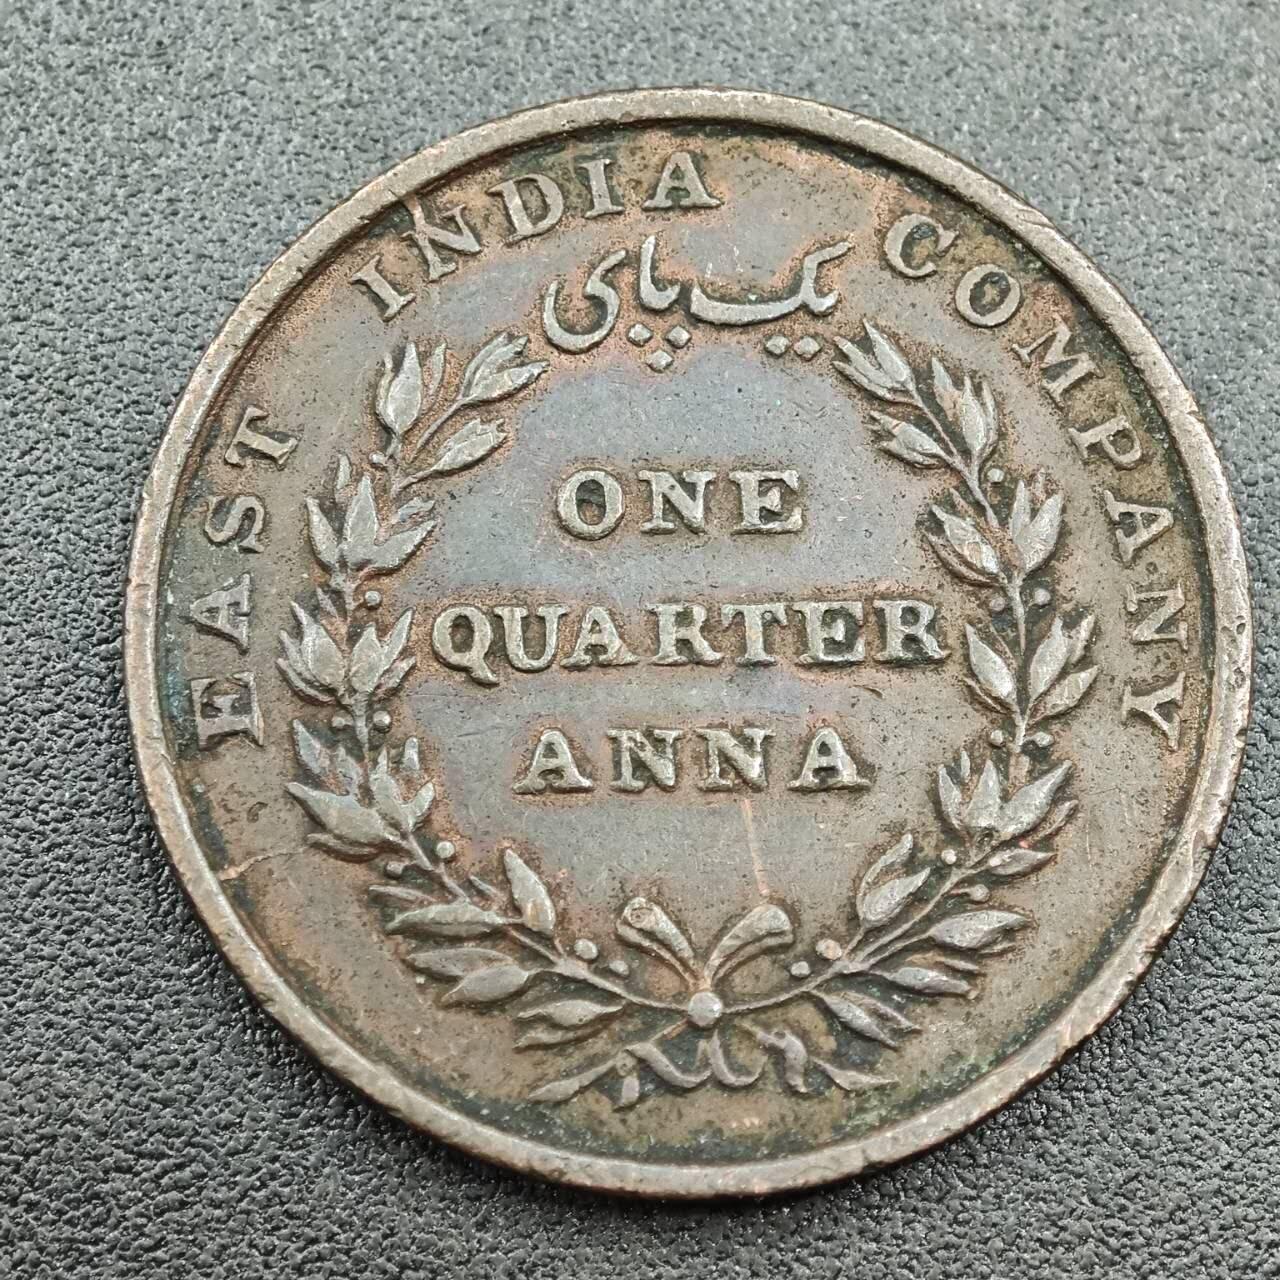 EAST INDIA COMPANY
یک پای
ONE
QUARTER
ANNA